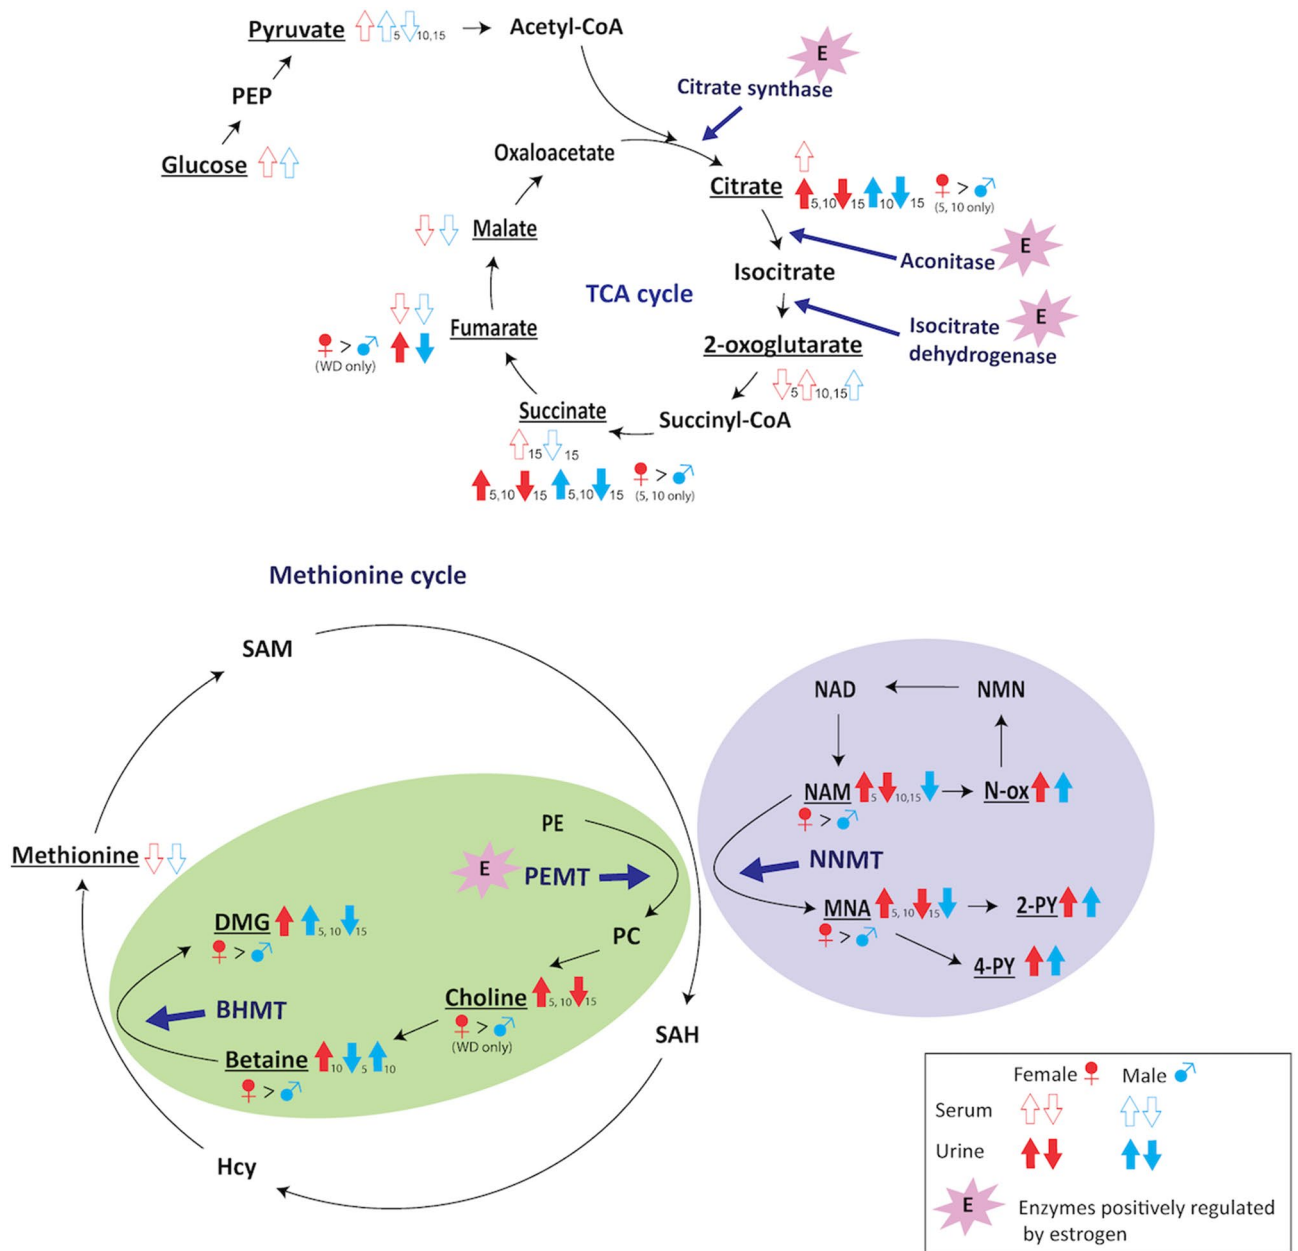 Pyruvate 5 10,15
Acetyl-CoA
E
Citrate synthase
PEP
Glucose
Oxaloacetate
Citrate 5,10 15 10 15 >
(5, 10 only)
Malate
E
Aconitase
Isocitrate
TCA cycle
E
Isocitrate
dehydrogenase
Fumarate
>
(WD only)
2-oxoglutarate
5 10,15
Succinate
Succinyl-CoA
15 15
5,10 15 5,10 15 >
(5, 10 only)
Methionine cycle
SAM
NAD
NMN
NAM 5 10,15
>
N-ox
PE
Methionine
E
PEMT
NNMT
MNA 5, 10 15
>
2-PY
DMG 5, 10 15
>
PC
4-PY
Choline 5, 10 15
>
(WD only)
BHMT
SAH
Betaine 10 5 10
>
Hcy
Female Male
Serum
Urine
E
Enzymes positively regulated
by estrogen